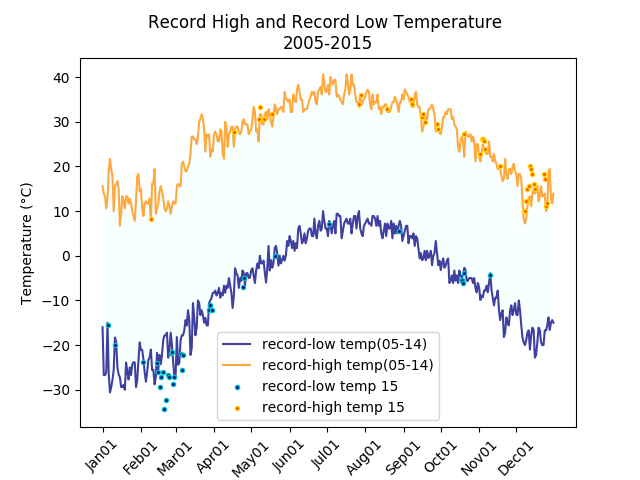 Record High and Record Low Temperature
2005-2015
Temperature (°C)
40
30
20
10
0
−10
−20
−30
record-low temp(05-14)
record-high temp(05-14)
record-low temp 15
record-high temp 15
Jan01 Feb01 Mar01 Apr01 May01 Jun01 Jul01 Aug01 Sep01 Oct01 Nov01 Dec01